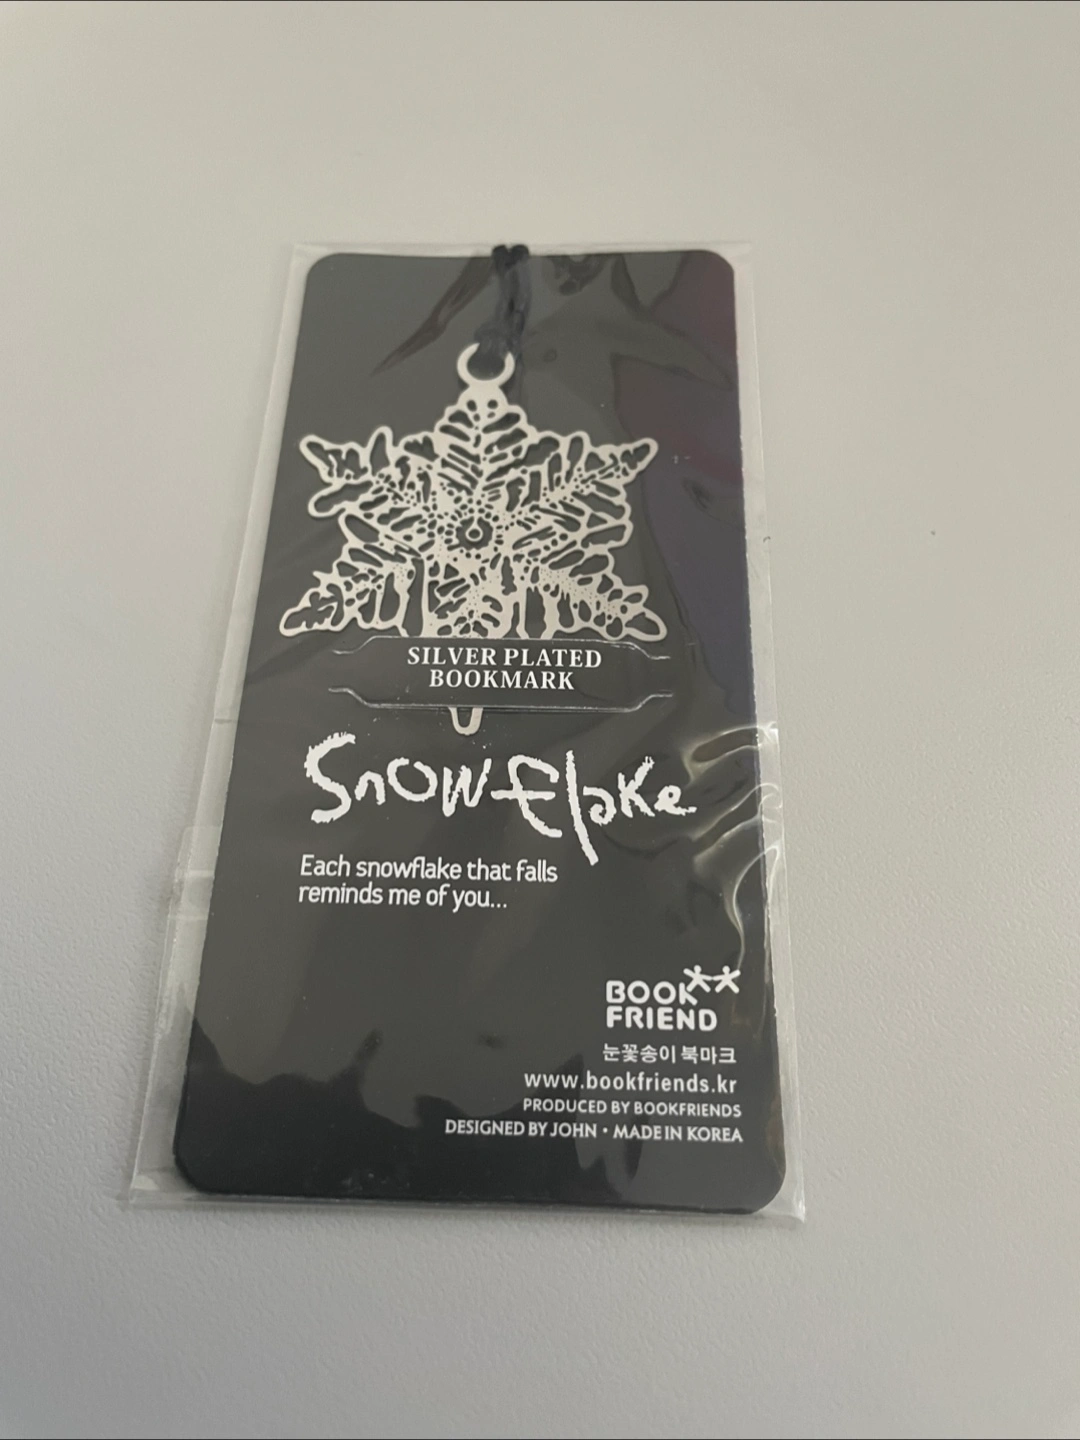 SILVER PLATED
BOOKMARK
Snowflake
Each snowflake that falls
reminds me of you...
BOOK
FRIEND
눈꽃송이 북마크
www.bookfriends.kr
PRODUCED BY BOOKFRIENDS
DESIGNED BY JOHN • MADE IN KOREA